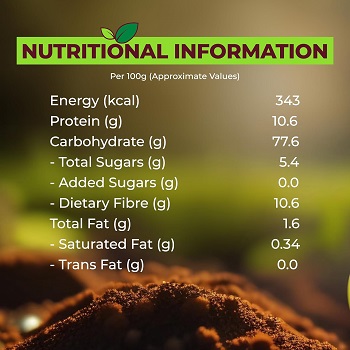 NUTRITIONAL INFORMATION
Per 100g (Approximate Values)
Energy (kcal) 343
Protein (g) 10.6
Carbohydrate (g) 77.6
- Total Sugars (g) 5.4
- Added Sugars (g) 0.0
- Dietary Fibre (g) 10.6
Total Fat (g) 1.6
- Saturated Fat (g) 0.34
- Trans Fat (g) 0.0